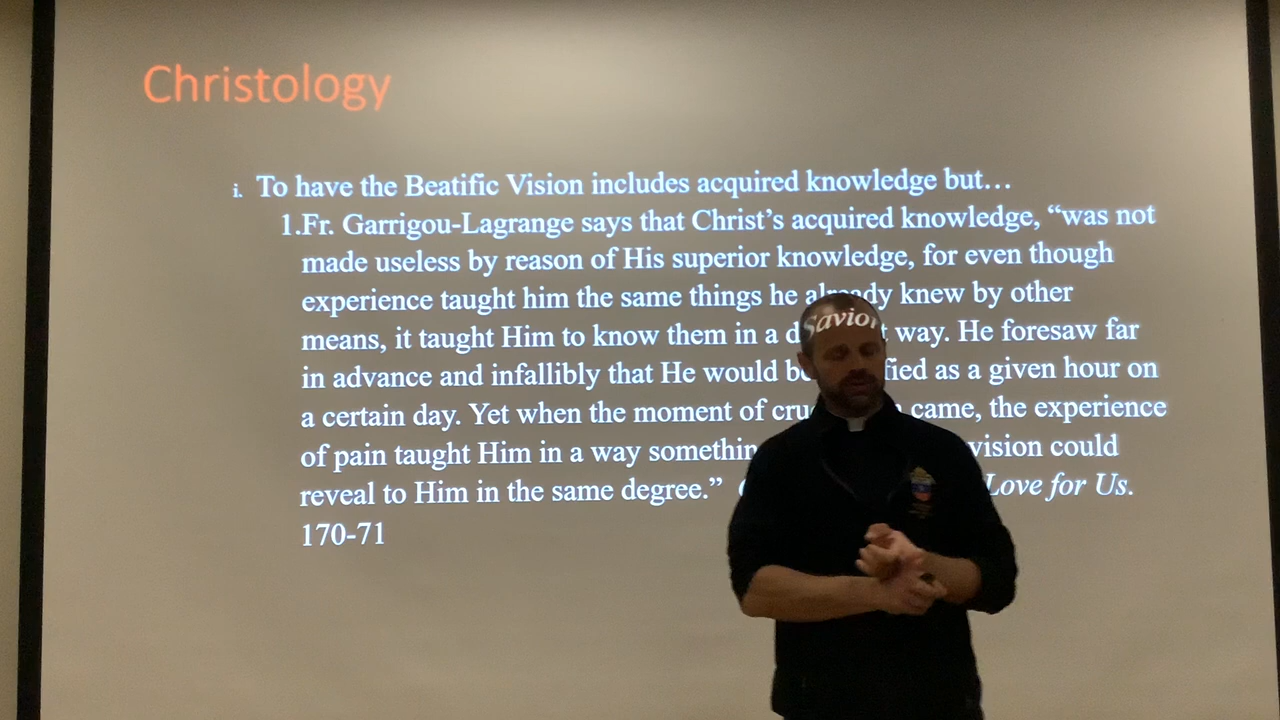 Christology
i. To have the Beatific Vision includes acquired knowledge but…
1.Fr. Garrigou-Lagrange says that Christ’s acquired knowledge, “was not
made useless by reason of His superior knowledge, for even though
experience taught him the same things he already knew by other
means, it taught Him to know them in a way. He foresaw far
in advance and infallibly that He would as a given hour on
a certain day. Yet when the moment of came, the experience
of pain taught Him in a way vision could
reveal to Him in the same degree.” Savior Love for Us.
170-71